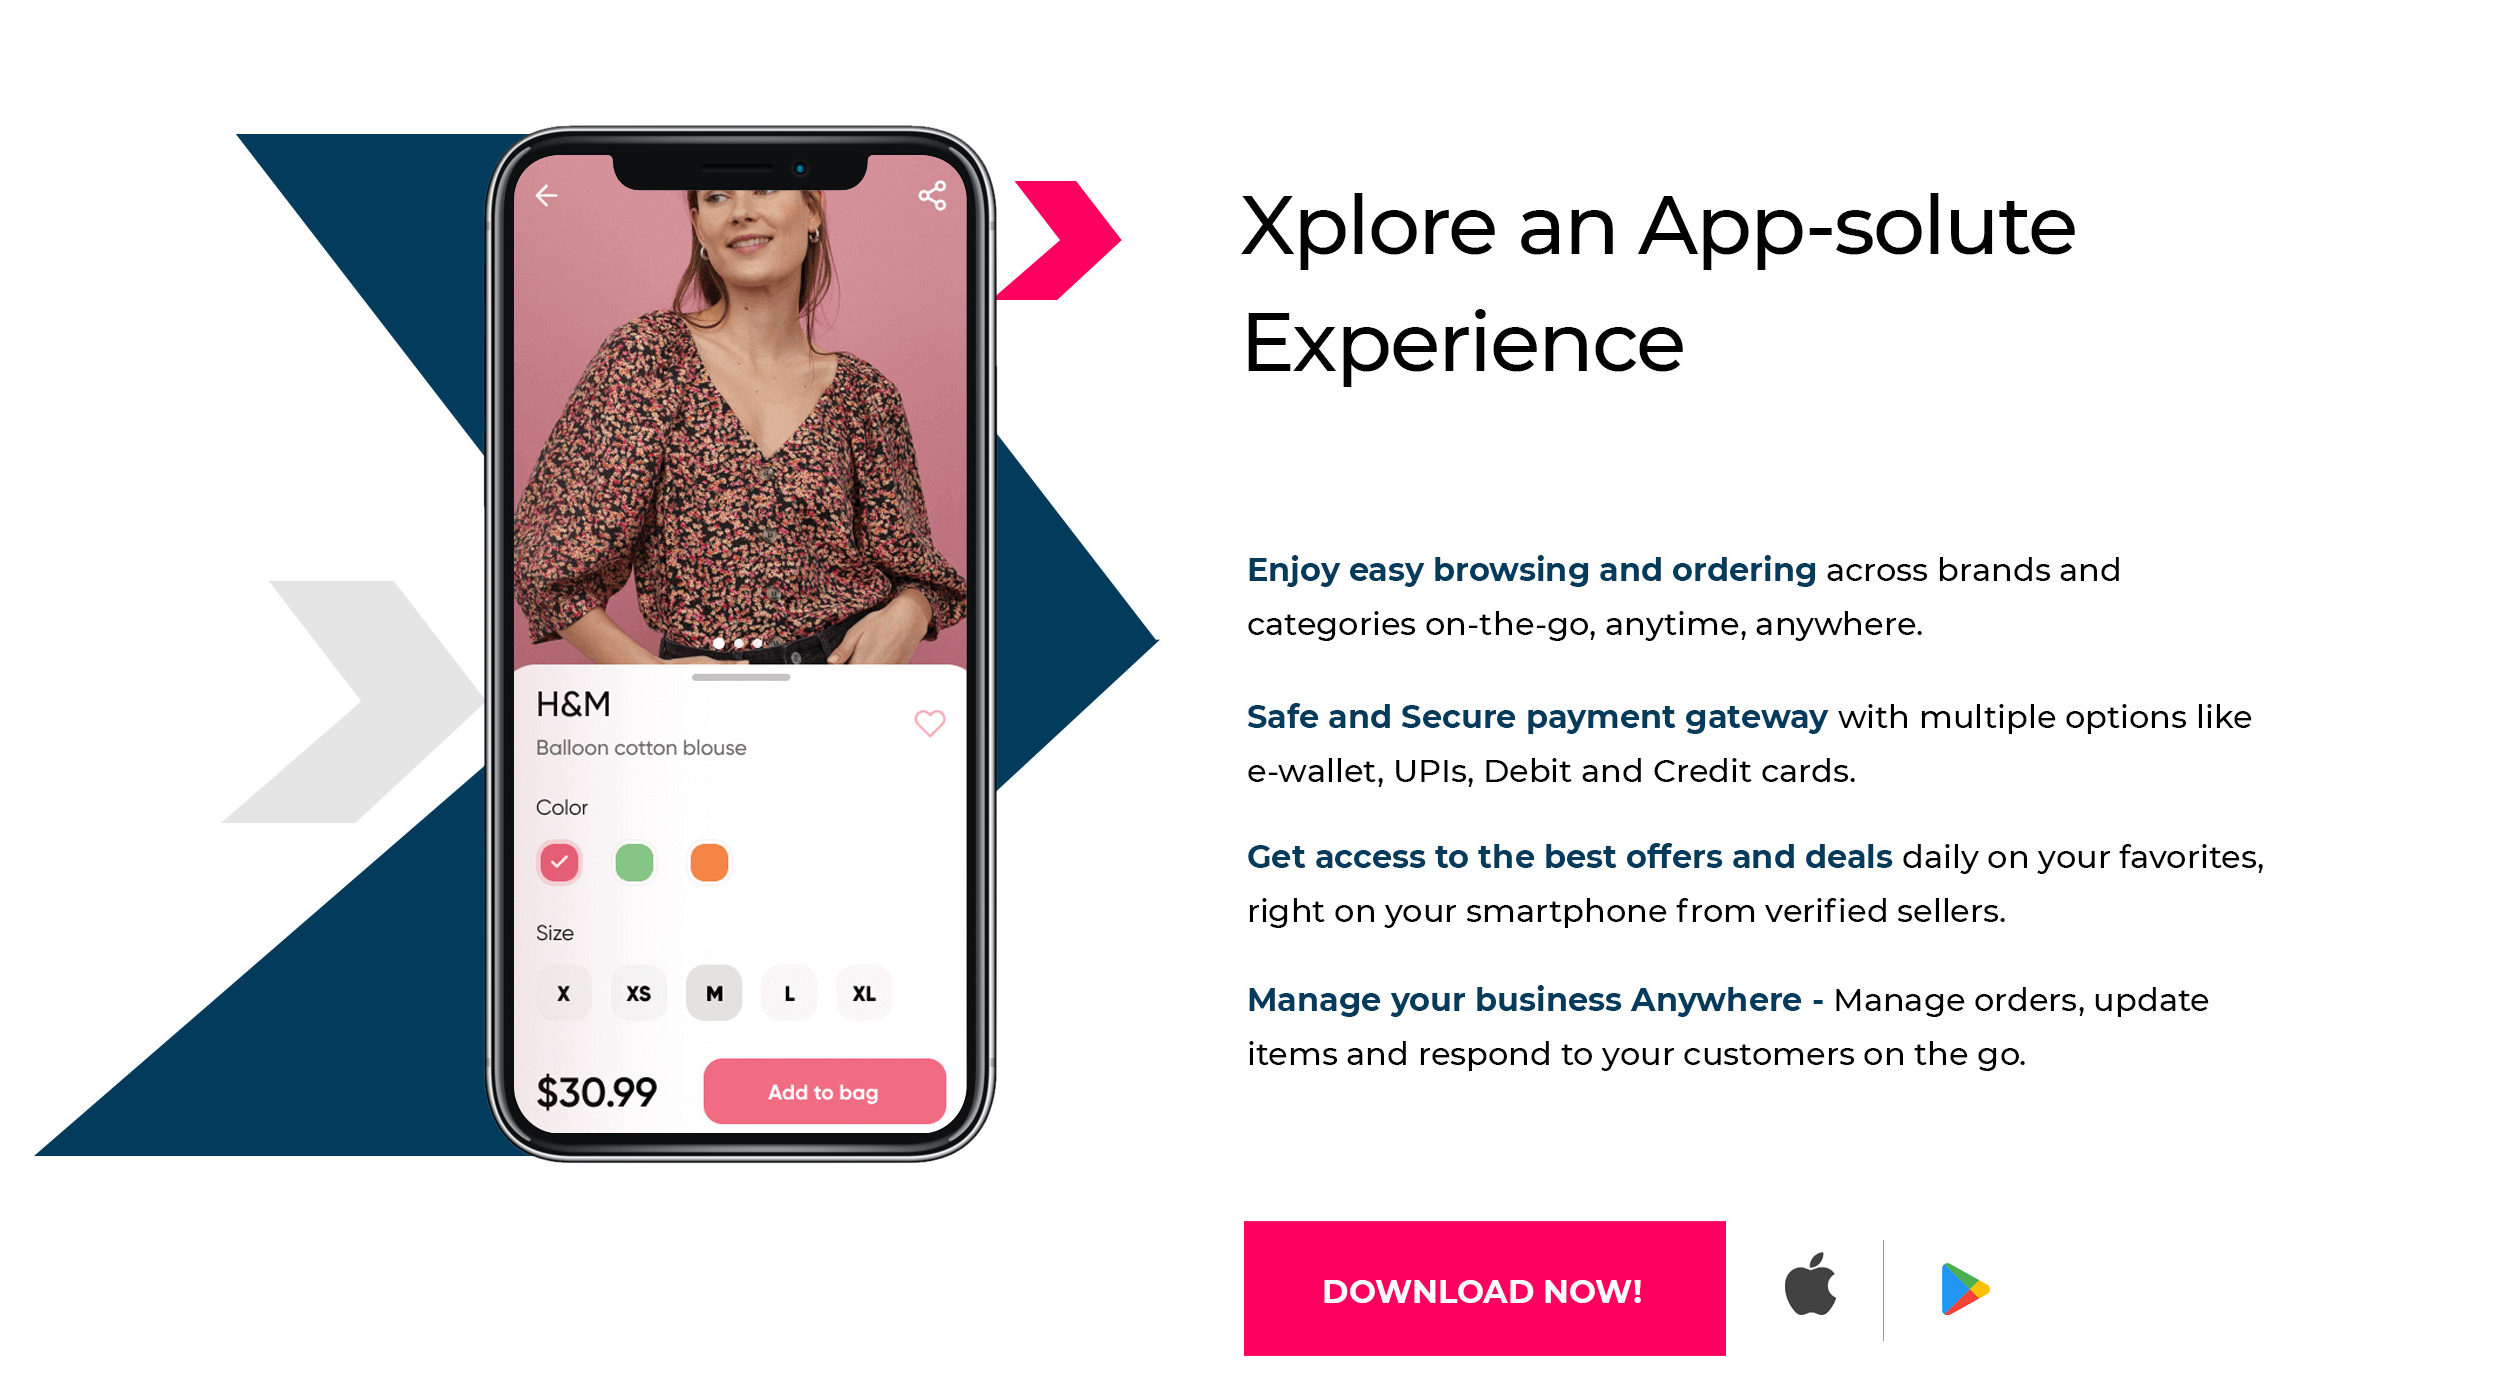 Xplore an App-solute
Experience
Enjoy easy browsing and ordering across brands and
categories on-the-go, anytime, anywhere.
Safe and Secure payment gateway with multiple options like
e-wallet, UPIs, Debit and Credit cards.
Get access to the best offers and deals daily on your favorites,
right on your smartphone from verified sellers.
Manage your business Anywhere - Manage orders, update
items and respond to your customers on the go.
DOWNLOAD NOW!
H&M
Balloon cotton blouse
Color
Size
X XS M L XL
$30.99 Add to bag